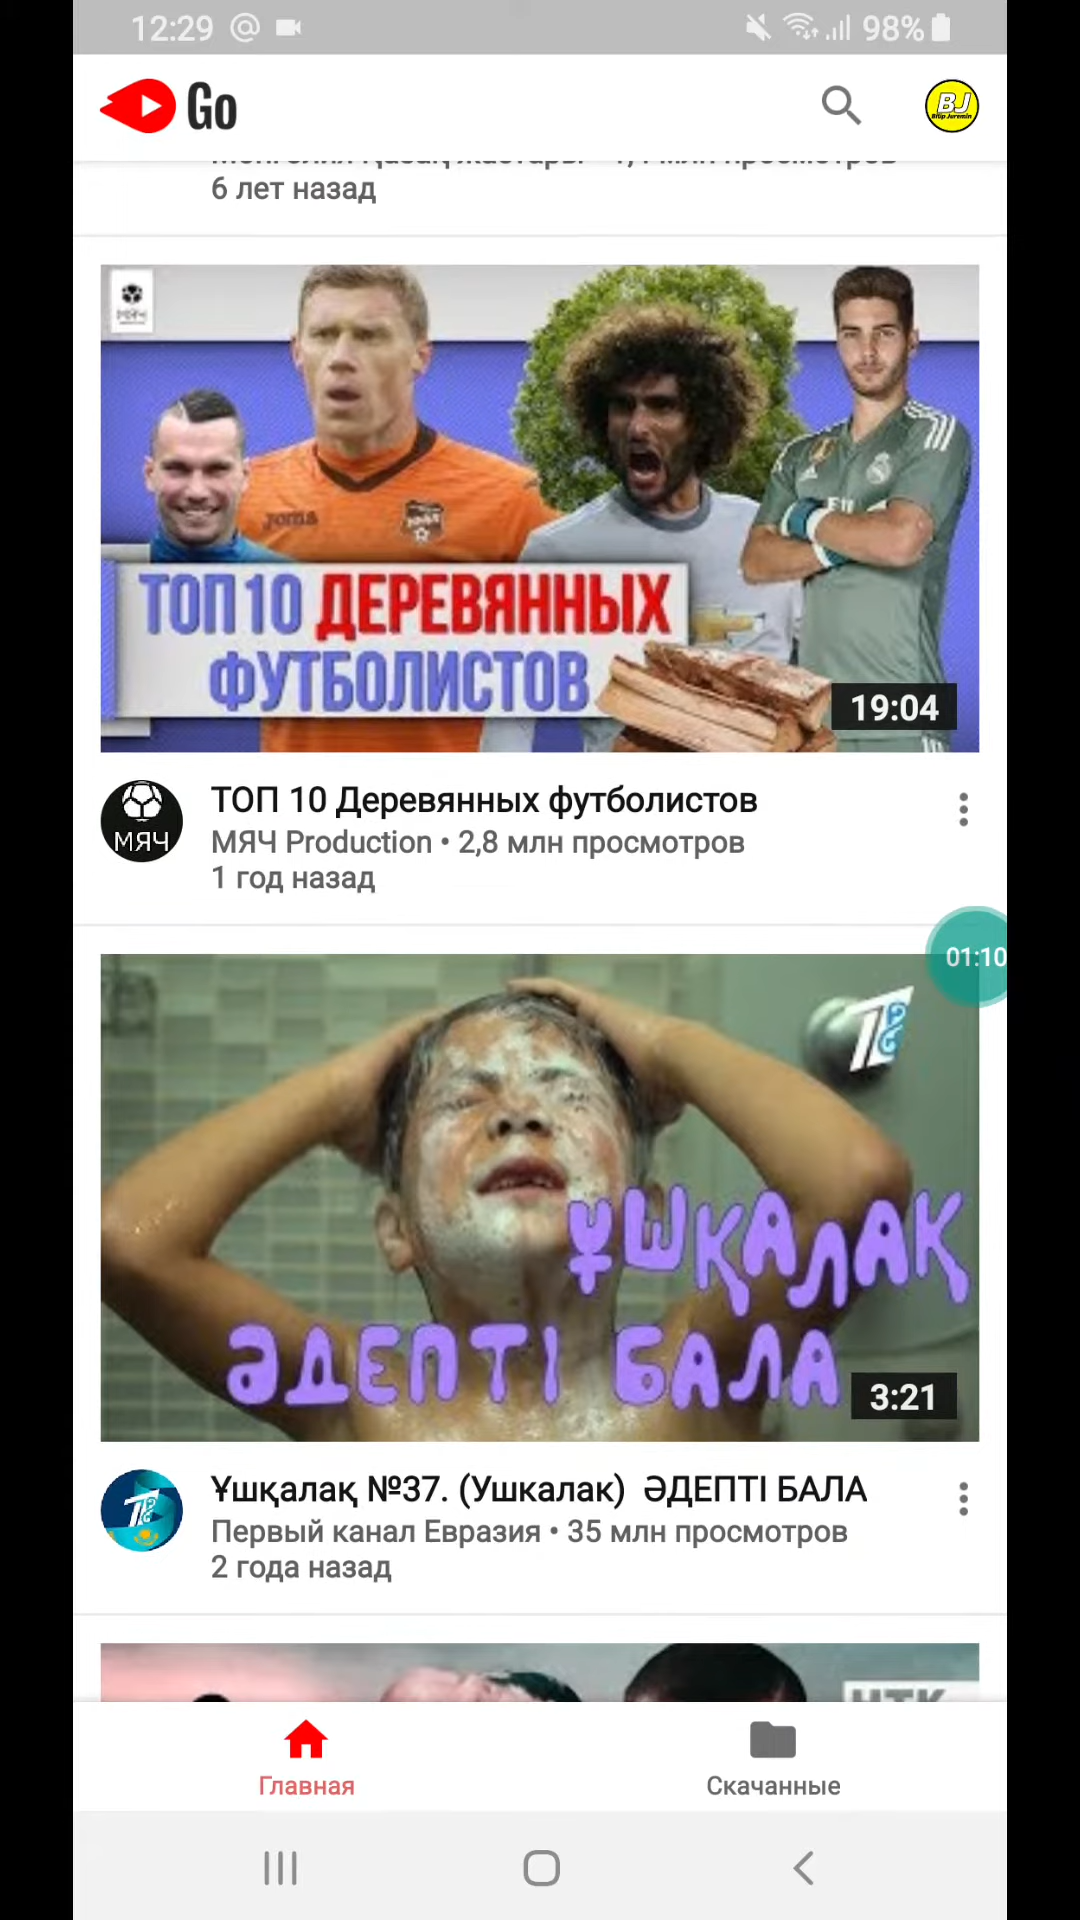 12:29
98%
Go
BJ
6 лет назад
МЯЧ
joma
ТОП 10 ДЕРЕВЯННЫХ
ФУТБОЛИСТОВ
19:04
ТОП 10 Деревянных футболистов
МЯЧ
МЯЧ Production • 2,8 млн просмотров
1 год назад
01:10
ҰШҚАЛАҚ
ӘДЕПТІ БАЛА
3:21
Ұшқалақ №37. (Ушкалак) ӘДЕПТІ БАЛА
Первый канал Евразия • 35 млн просмотров
2 года назад
Главная
Скачанные